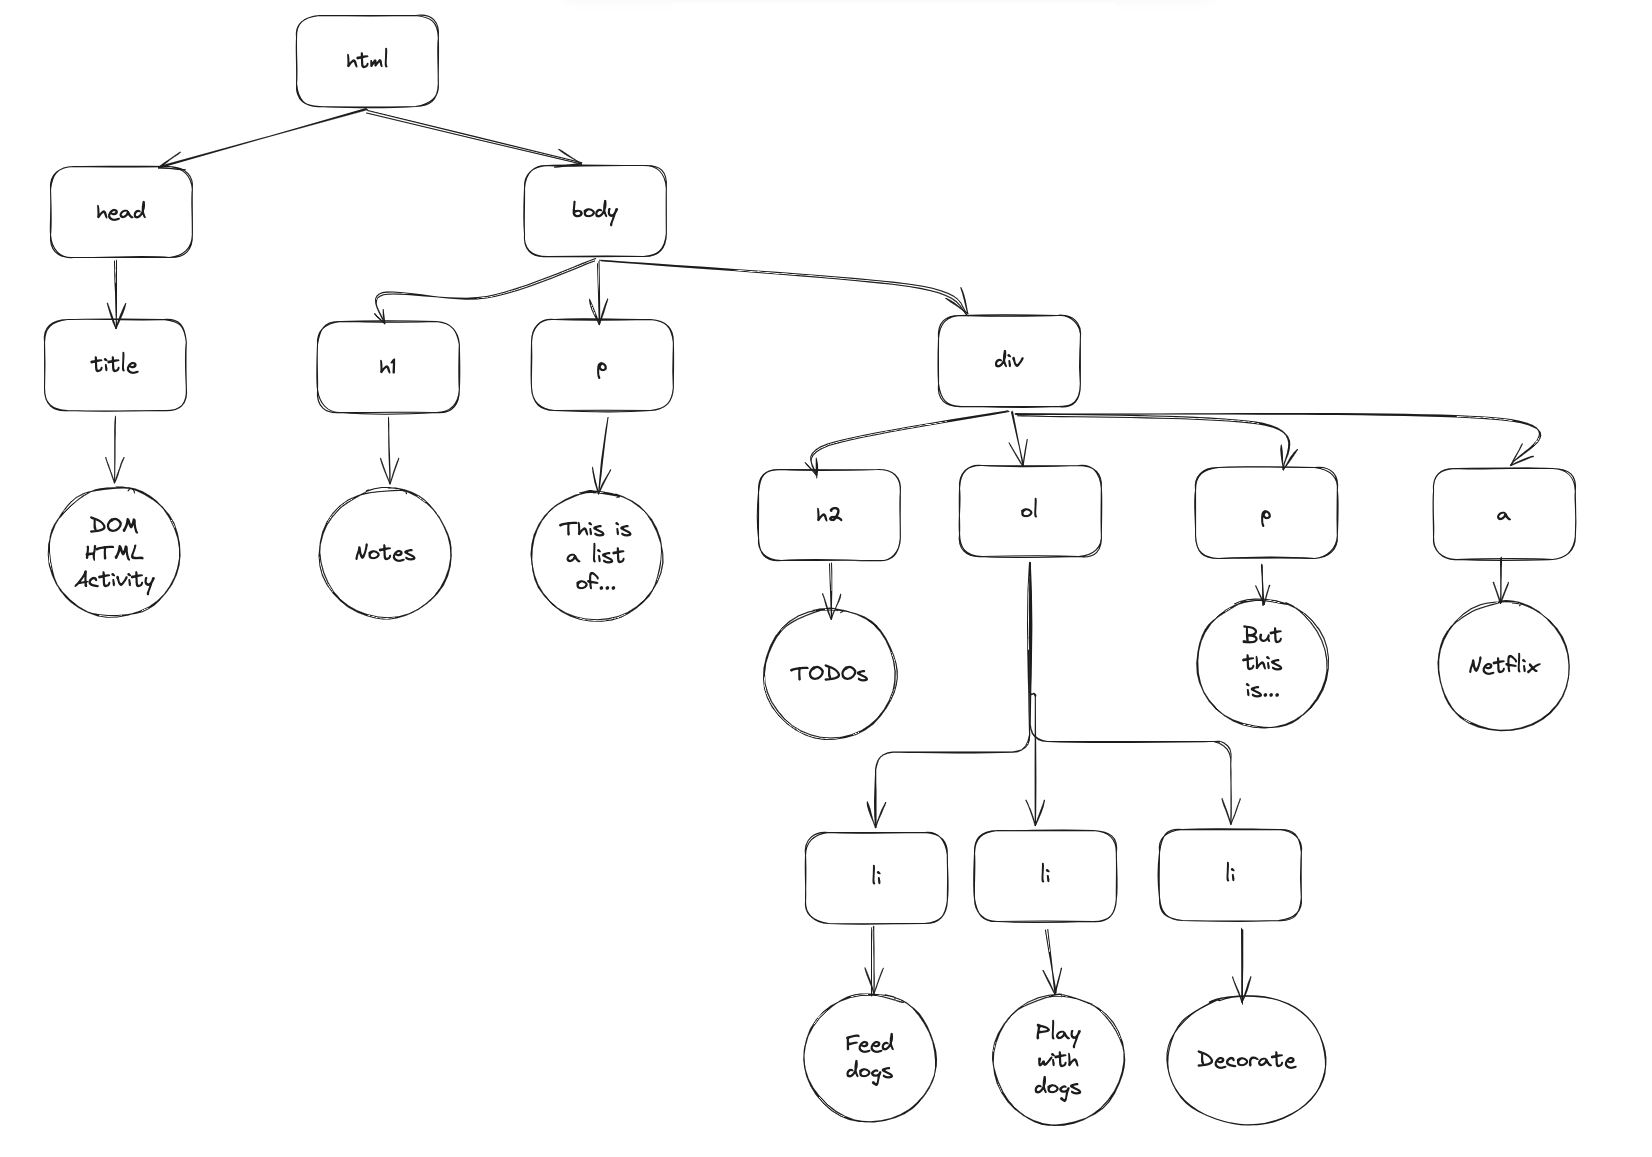 html
head
body
title
h1
p
div
DOM
HTML
Activity
Notes
This is
a list
of...
h2
ol
p
a
TODOs
But
this
is...
Netflix
li
li
li
Feed
dogs
Play
with
dogs
Decorate